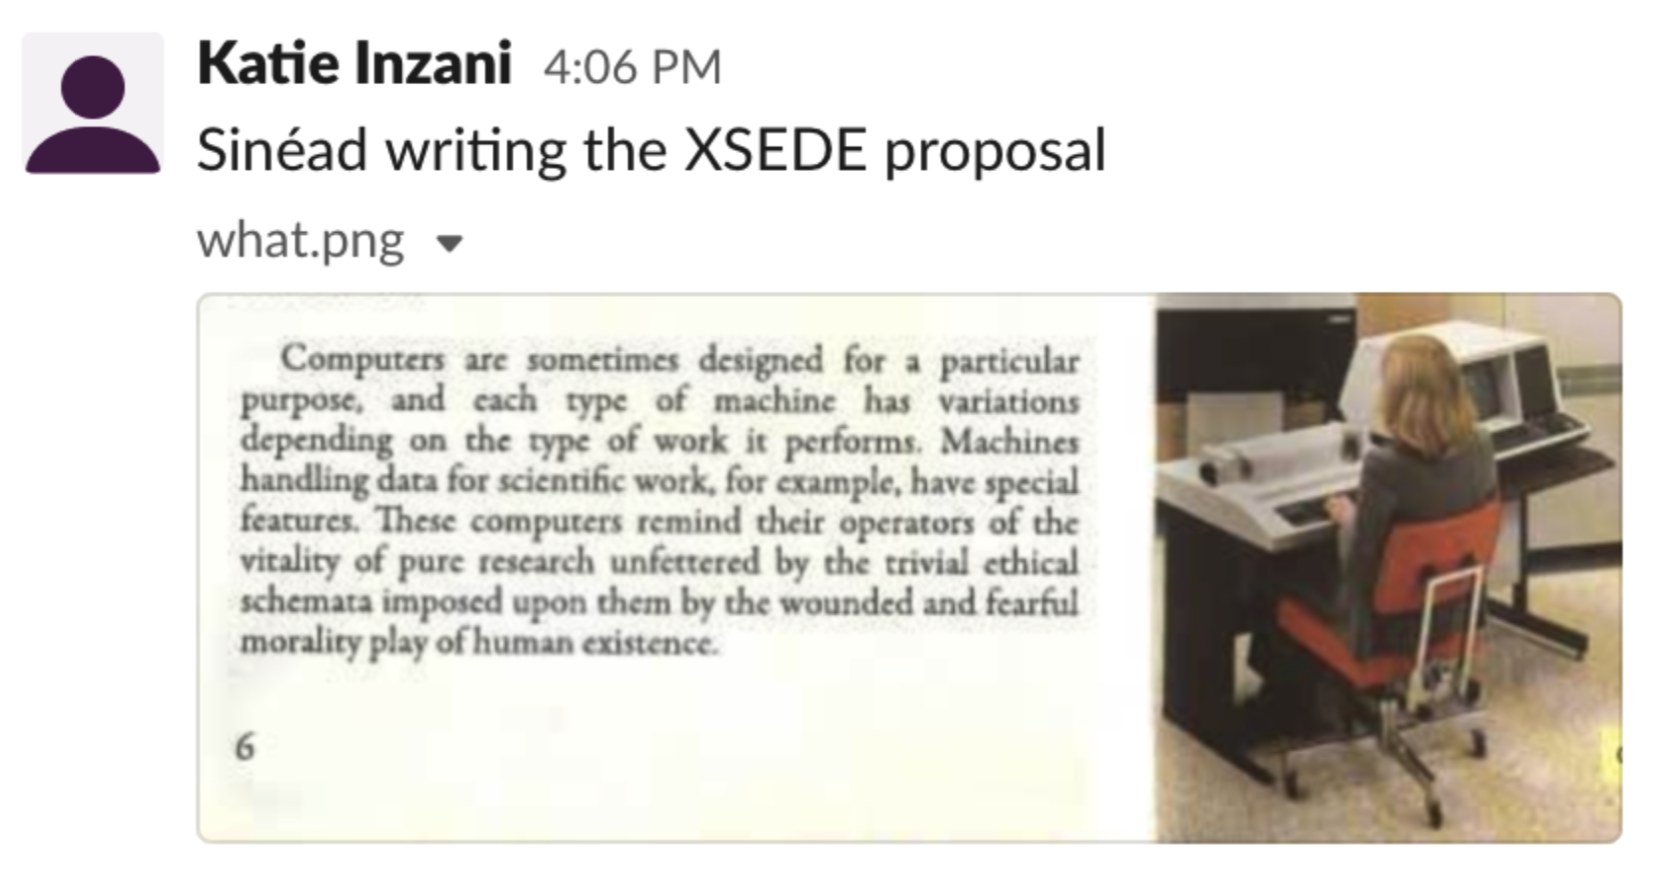 Katie Inzani 4:06 PM
Sinéad writing the XSEDE proposal
what.png
Computers are sometimes designed for a particular
purpose, and each type of machine has variations
depending on the type of work it performs. Machines
handling data for scientific work, for example, have special
features. These computers remind their operators of the
vitality of pure research unfettered by the trivial ethical
schemata imposed upon them by the wounded and fearful
morality play of human existence.
6